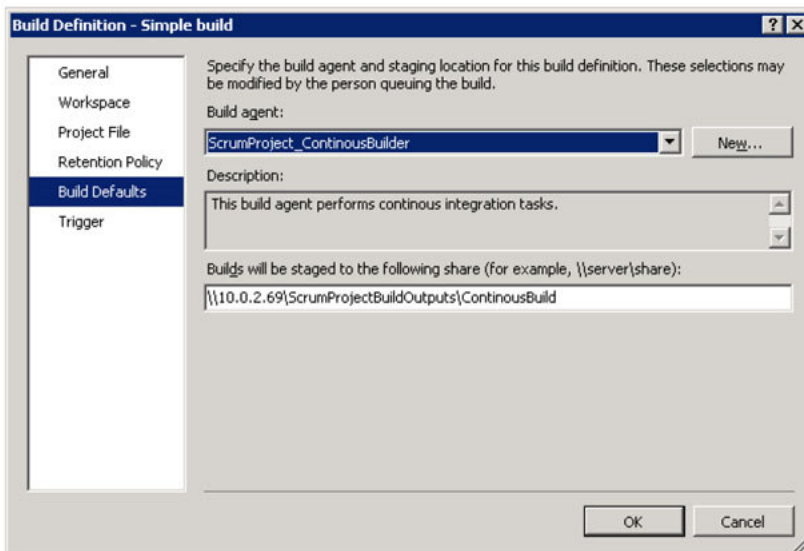 Build Definition - Simple build
General
Workspace
Project File
Retention Policy
Build Defaults
Trigger
Specify the build agent and staging location for this build definition. These selections may
be modified by the person queuing the build.
Build agent:
ScrumProject_ContinousBuilder
New...
Description:
This build agent performs continous integration tasks.
Builds will be staged to the following share (for example, \\server\share):
\\10.0.2.69\ScrumProjectBuildOutputs\ContinousBuild
OK
Cancel